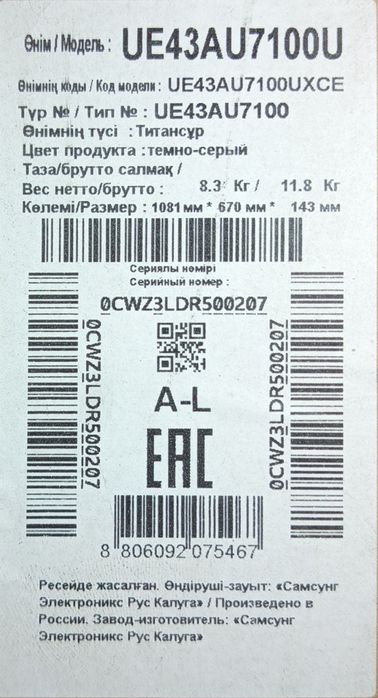 Өнім / Модель : UE43AU7100U
Өнімнің коды / Код модели : UE43AU7100UXCE
Түр № / Тип № : UE43AU7100
Өнімнің түсі : Титансұр
Цвет продукта : темно-серый
Таза/брутто салмақ /
Вес нетто/брутто : 8.3 Кг / 11.8 Кг
Көлемі/Размер : 1081 мм * 670 мм * 143 мм
Сериялы нөмірі
Серийный номер :
0CWZ3LDR500207
0CWZ3LDR500207
0CWZ3LDR500207
A-L
EAC
8 806092 075467
Ресейде жасалған. Өндіруші-зауыт: «Самсунг
Электроникс Рус Калуга» / Произведено в
России. Завод-изготовитель: «Самсунг
Электроникс Рус Калуга»